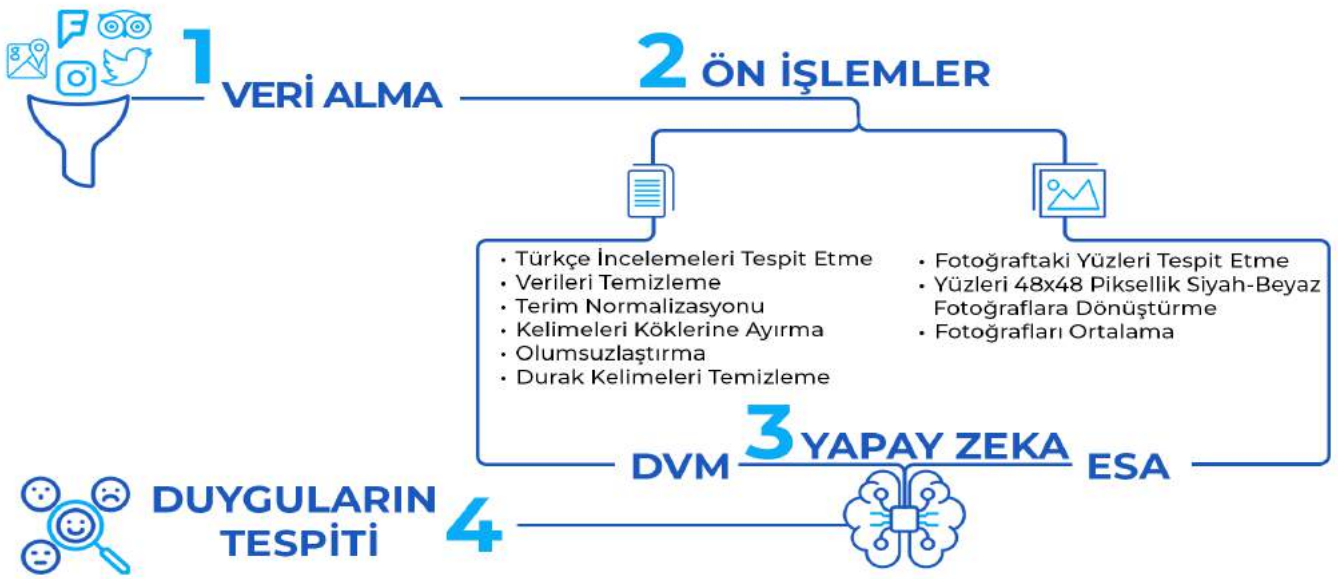 1 VERİ ALMA
2 ÖN İŞLEMLER
• Türkçe İncelemeleri Tespit Etme
• Verileri Temizleme
• Terim Normalizasyonu
• Kelimeleri Köklerine Ayırma
• Olumsuzlaştırma
• Durak Kelimeleri Temizleme
• Fotoğraftaki Yüzleri Tespit Etme
• Yüzleri 48x48 Piksellik Siyah-Beyaz
Fotoğraflara Dönüştürme
• Fotoğrafları Ortalama
3 YAPAY ZEKA
DVM
ESA
DUYGULARIN
TESPİTİ
4